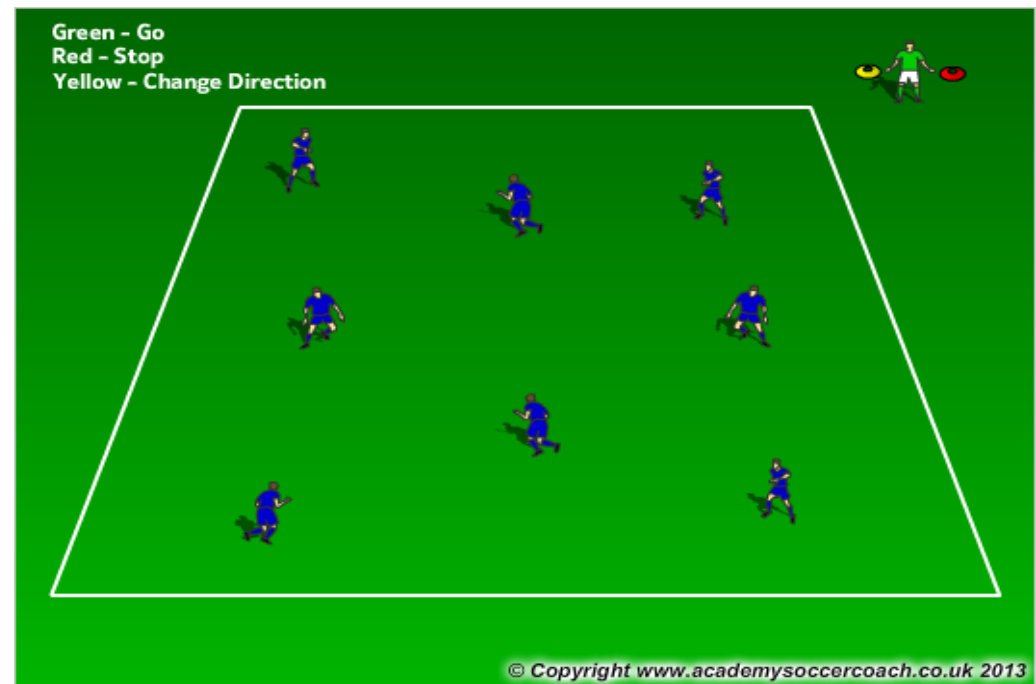 Green - Go
Red - Stop
Yellow - Change Direction
© Copyright www.academysoccercoach.co.uk 2013